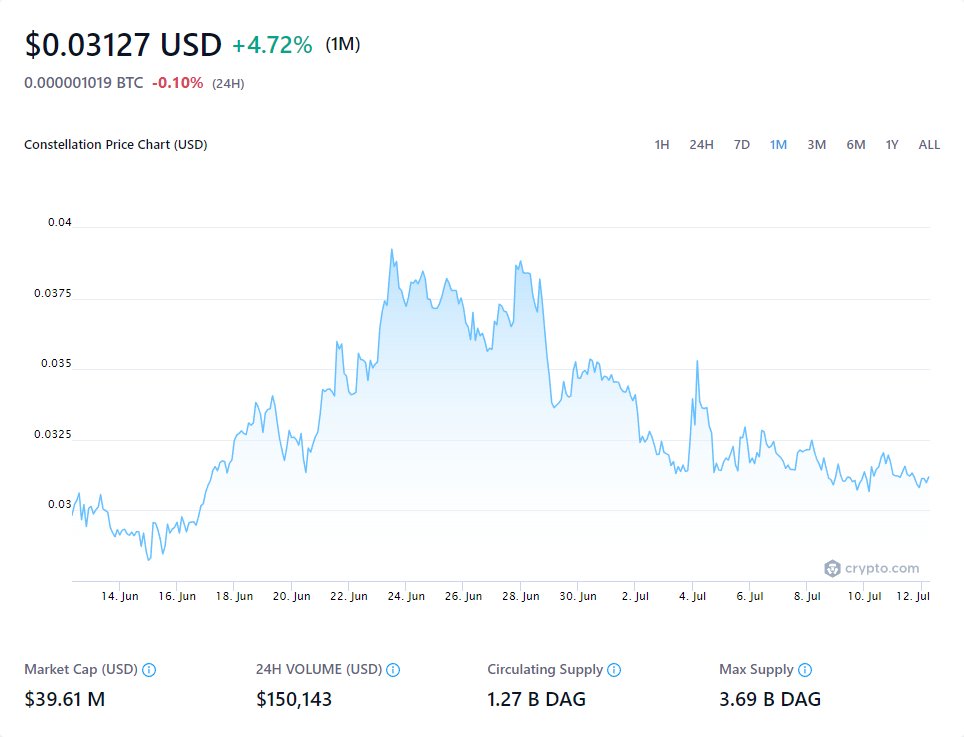 $0.03127 USD +4.72% (1M)
0.000001019 BTC -0.10% (24H)
Constellation Price Chart (USD) 1H 24H 7D 1M 3M 6M 1Y ALL
0.04
0.0375
0.035
0.0325
0.03
crypto.com
14. Jun 16. Jun 18. Jun 20. Jun 22. Jun 24. Jun 26. Jun 28. Jun 30. Jun 2. Jul 4. Jul 6. Jul 8. Jul 10. Jul 12. Jul
Market Cap (USD) 24H VOLUME (USD) Circulating Supply Max Supply
$39.61 M $150,143 1.27 B DAG 3.69 B DAG